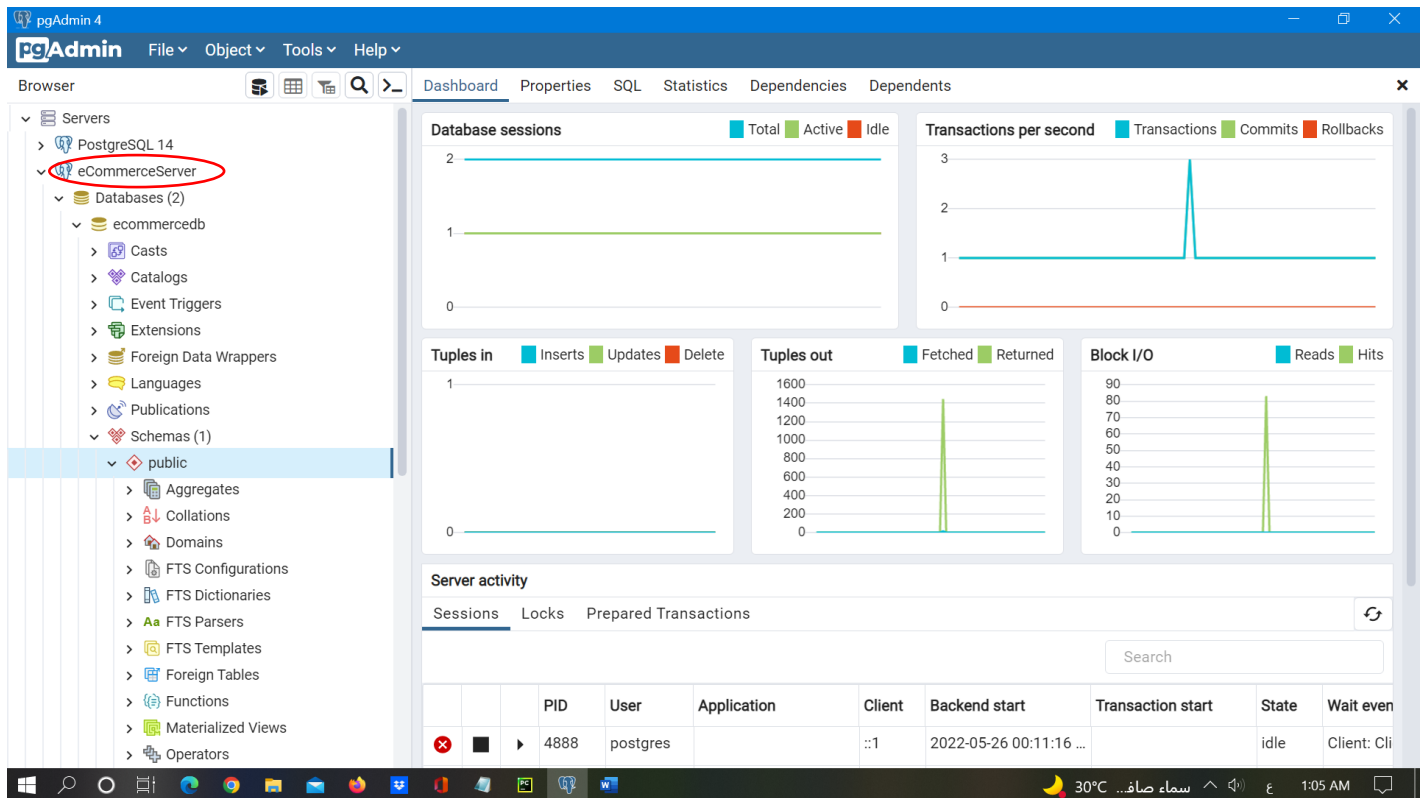 pgAdmin 4
pgAdmin File Object Tools Help
Browser
Dashboard Properties SQL Statistics Dependencies Dependents
Servers
PostgreSQL 14
eCommerceServer
Databases (2)
ecommercedb
Casts
Catalogs
Event Triggers
Extensions
Foreign Data Wrappers
Languages
Publications
Schemas (1)
public
Aggregates
Collations
Domains
FTS Configurations
FTS Dictionaries
Aa FTS Parsers
FTS Templates
Foreign Tables
Functions
Materialized Views
Operators
Database sessions Total Active Idle
2
1
0
Transactions per second Transactions Commits Rollbacks
3
2
1
0
Tuples in Inserts Updates Delete
1
0
Tuples out Fetched Returned
1600
1400
1200
1000
800
600
400
200
0
Block I/O Reads Hits
90
80
70
60
50
40
30
20
10
0
Server activity
Sessions Locks Prepared Transactions
Search
PID User Application Client Backend start Transaction start State Wait even
4888 postgres ::1 2022-05-26 00:11:16 ... idle Client: Cli
30°C سماء صاف... ع 1:05 AM